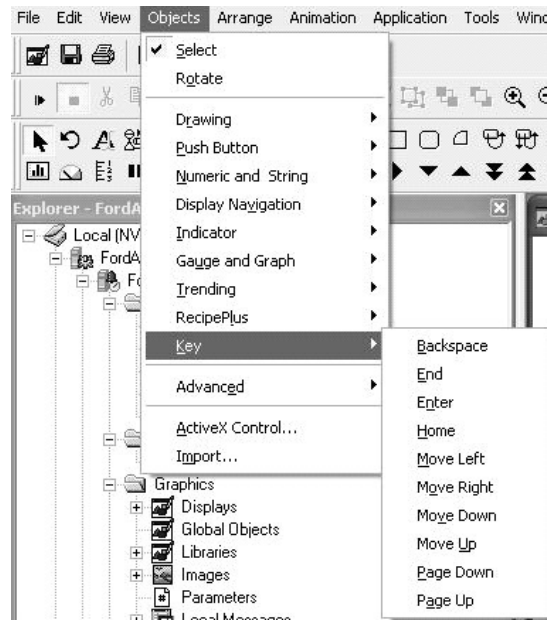 File Edit View Objects Arrange Animation Application Tools
Select
Rotate
Drawing
Push Button
Numeric and String
Display Navigation
Indicator
Gauge and Graph
Trending
RecipePlus
Key
Advanced
ActiveX Control...
Import...
Backspace
End
Enter
Home
Move Left
Move Right
Move Down
Move Up
Page Down
Page Up
Explorer - FordA
Local (NV
FordA
Graphics
Displays
Global Objects
Libraries
Images
Parameters
Local Messages